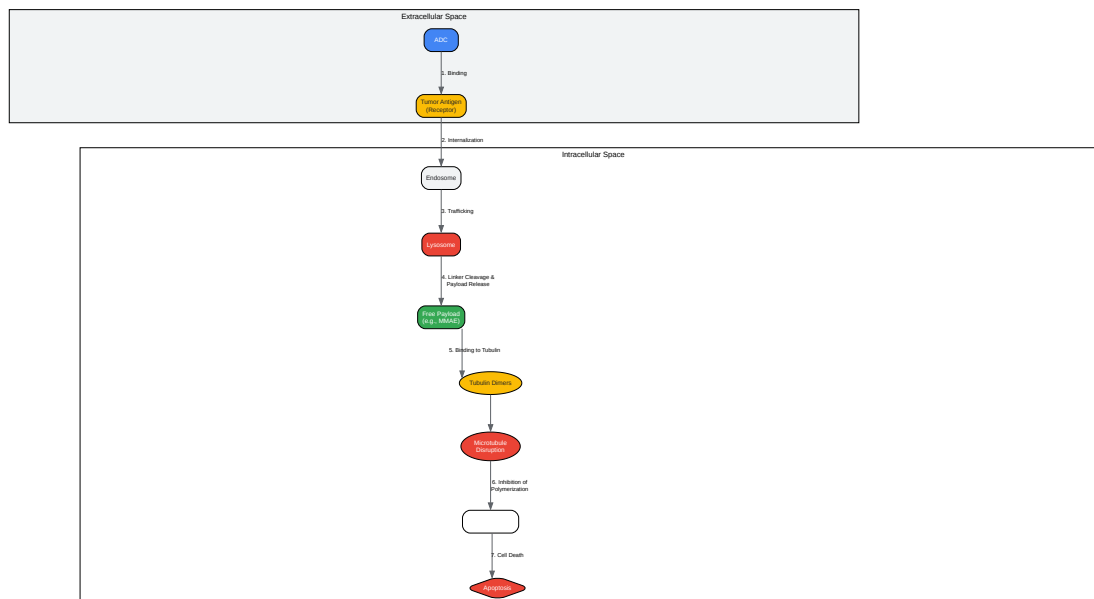 Extracellular Space
ADC
1. Binding
Tumor Antigen
(Receptor)
2. Internalization
Intracellular Space
Endosome
3. Trafficking
Lysosome
4. Linker Cleavage &
Payload Release
Free Payload
(e.g., MMAE)
5. Binding to Tubulin
Tubulin Dimers
Microtubule
Disruption
6. Inhibition of
Polymerization
7. Cell Death
Apoptosis